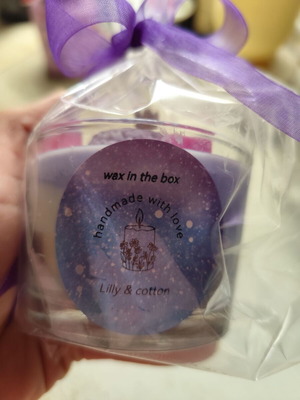 wax in the box
handmade with love
Lilly & cotton